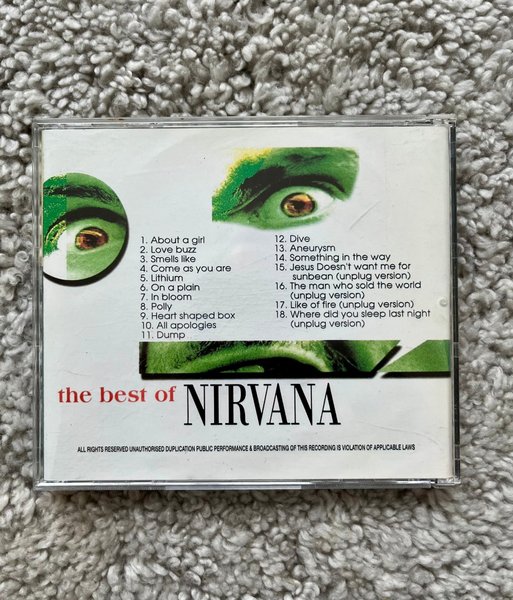 1. About a girl
2. Love buzz
3. Smells like
4. Come as you are
5. Lithium
6. On a plain
7. In bloom
8. Polly
9. Heart shaped box
10. All apologies
11. Dump
12. Dive
13. Aneurysm
14. Something in the way
15. Jesus Doesn't want me for
sunbean (unplug version)
16. The man who sold the world
(unplug version)
17. Like of fire (unplug version)
18. Where did you sleep last night
(unplug version)
the best of NIRVANA
ALL RIGHTS RESERVED UNAUTHORISED DUPLICATION PUBLIC PERFORMANCE & BROADCASTING OF THIS RECORDING IS VIOLATION OF APPLICABLE LAWS